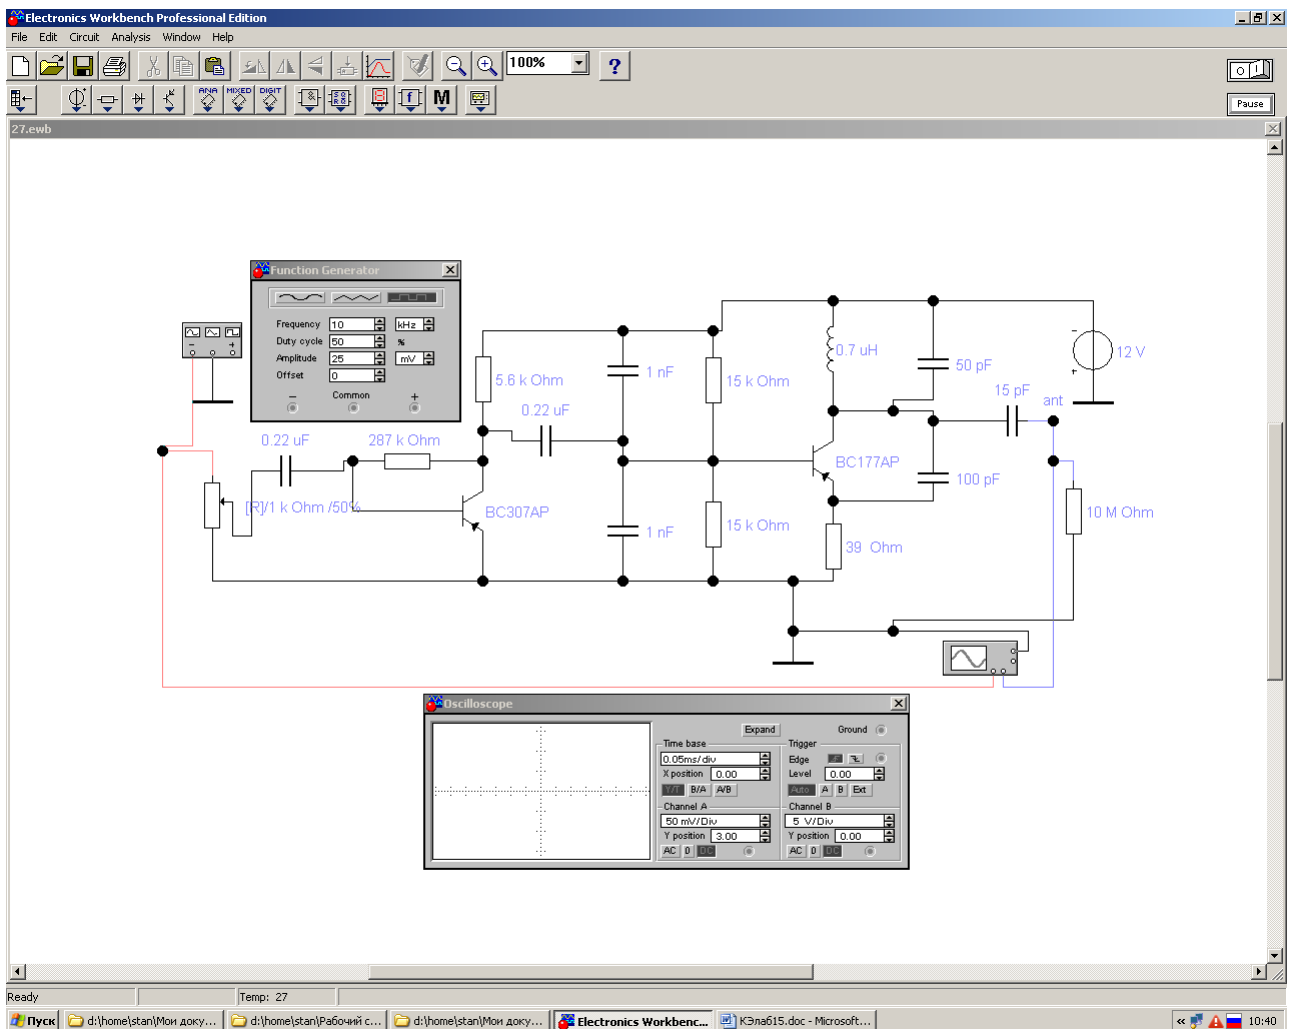 Electronics Workbench Professional Edition
File Edit Circuit Analysis Window Help
100%
?
ANA MIXED DIGIT
M
Pause
27.ewb
Function Generator
Frequency 10 kHz
Duty cycle 50 %
Amplitude 25 mV
Offset 0
− Common +
0.22 uF
287 k Ohm
[R]/1 k Ohm /50%
5.6 k Ohm
0.22 uF
BC307AP
1 nF
1 nF
15 k Ohm
15 k Ohm
0.7 uH
50 pF
BC177AP
100 pF
39 Ohm
15 pF
ant
12 V
10 M Ohm
Oscilloscope
Expand
Ground
Time base
0.05ms/div
X position 0.00
Y/T B/A A/B
Trigger
Edge
Level 0.00
Auto A B Ext
Channel A
50 mV/Div
Y position 3.00
AC 0 DC
Channel B
5 V/Div
Y position 0.00
AC 0 DC
Ready
Temp: 27
Пуск
d:\home\stan\Мои доку...
d:\home\stan\Рабочий с...
d:\home\stan\Мои доку...
Electronics Workbenc...
КЭлаб15.doc - Microsoft...
10:40